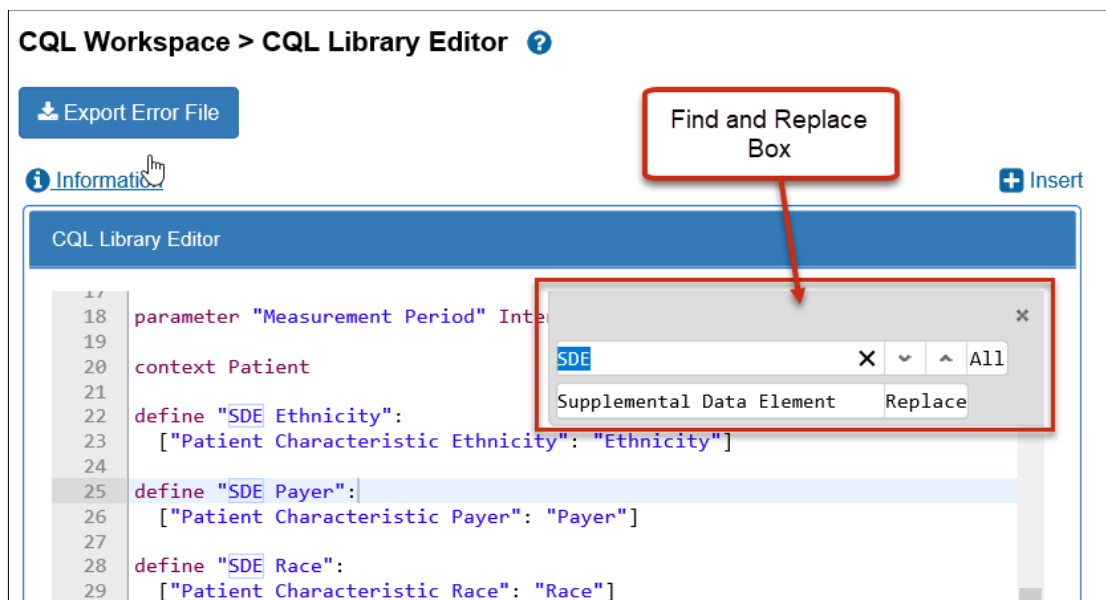 CQL Workspace > CQL Library Editor ?
Export Error File
Find and Replace
Box
i Information
+ Insert
CQL Library Editor
17
18 parameter "Measurement Period" Inte
×
19
SDE X All
20 context Patient
21
Supplemental Data Element Replace
22 define "SDE Ethnicity":
23 ["Patient Characteristic Ethnicity": "Ethnicity"]
24
25 define "SDE Payer":
26 ["Patient Characteristic Payer": "Payer"]
27
28 define "SDE Race":
29 ["Patient Characteristic Race": "Race"]